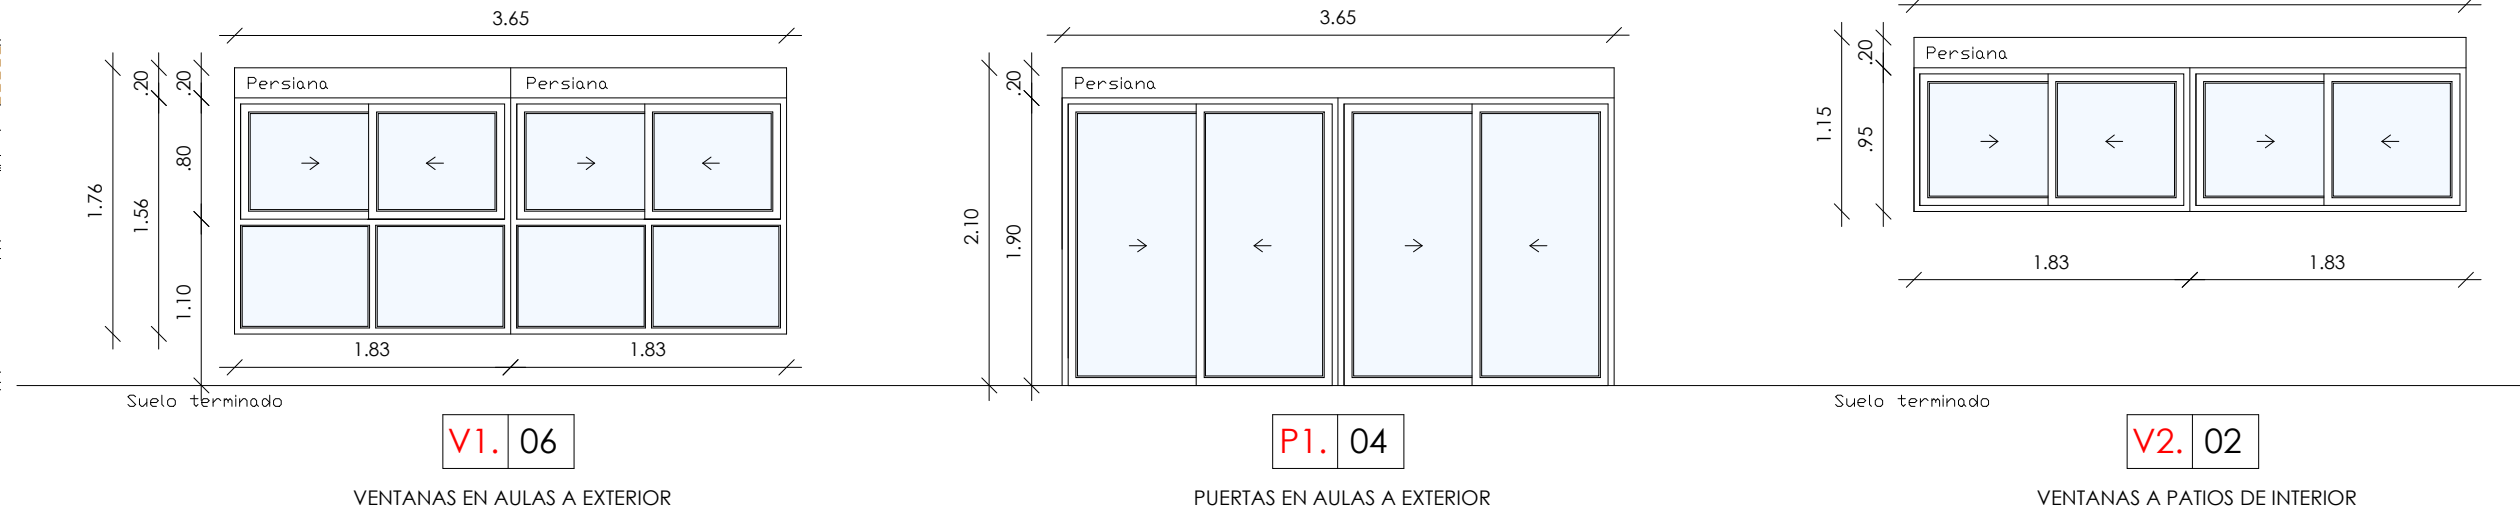 3.65
.20
.20
Persiana
Persiana
.80
1.76
1.56
1.10
1.83
1.83
Suelo terminado
V1. 06
VENTANAS EN AULAS A EXTERIOR
3.65
.20
Persiana
2.10
1.90
P1. 04
PUERTAS EN AULAS A EXTERIOR
.20
Persiana
1.15
.95
1.83
1.83
Suelo terminado
V2. 02
VENTANAS A PATIOS DE INTERIOR